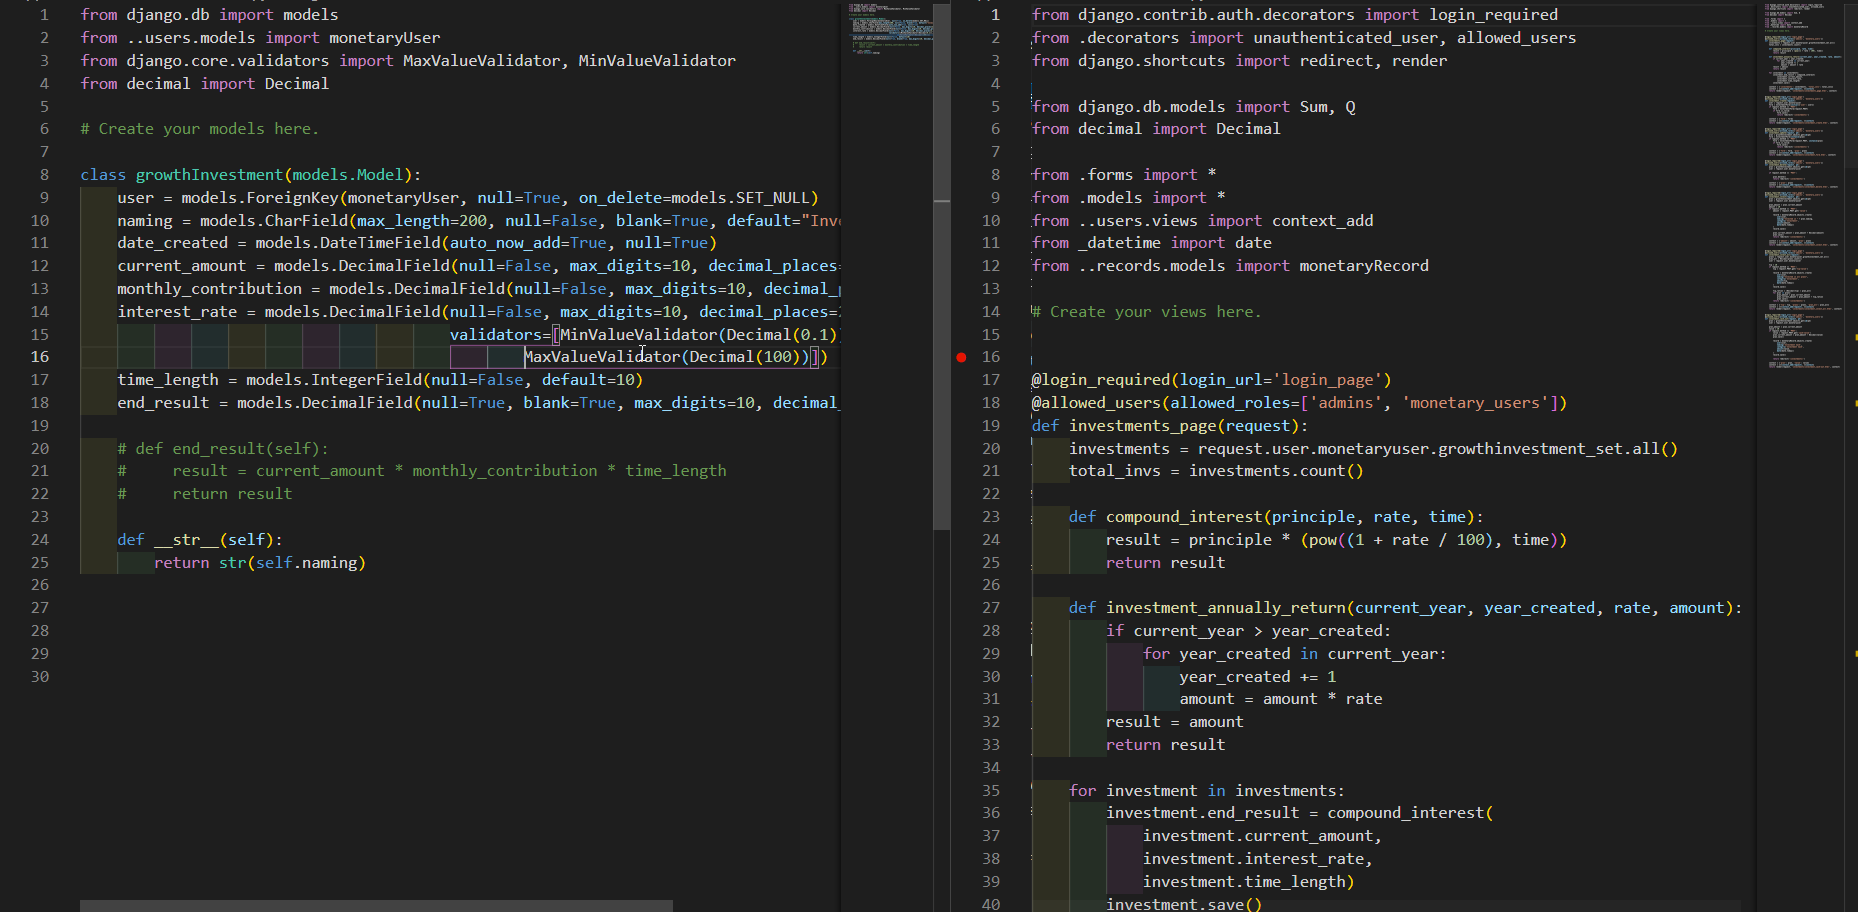 1 from django.db import models
2 from ..users.models import monetaryUser
3 from django.core.validators import MaxValueValidator, MinValueValidator
4 from decimal import Decimal
5
6 # Create your models here.
7
8 class growthInvestment(models.Model):
9 user = models.ForeignKey(monetaryUser, null=True, on_delete=models.SET_NULL)
10 naming = models.CharField(max_length=200, null=False, blank=True, default="Inv
11 date_created = models.DateTimeField(auto_now_add=True, null=True)
12 current_amount = models.DecimalField(null=False, max_digits=10, decimal_places=
13 monthly_contribution = models.DecimalField(null=False, max_digits=10, decimal_
14 interest_rate = models.DecimalField(null=False, max_digits=10, decimal_places=
15 validators=[MinValueValidator(Decimal(0.1)
16 MaxValueValidator(Decimal(100))])
17 time_length = models.IntegerField(null=False, default=10)
18 end_result = models.DecimalField(null=True, blank=True, max_digits=10, decimal_
19
20 # def end_result(self):
21 # result = current_amount * monthly_contribution * time_length
22 # return result
23
24 def __str__(self):
25 return str(self.naming)
26
27
28
29
30
1 from django.contrib.auth.decorators import login_required
2 from .decorators import unauthenticated_user, allowed_users
3 from django.shortcuts import redirect, render
4
5 from django.db.models import Sum, Q
6 from decimal import Decimal
7
8 from .forms import *
9 from .models import *
10 from ..users.views import context_add
11 from _datetime import date
12 from ..records.models import monetaryRecord
13
14 # Create your views here.
15
16
17 @login_required(login_url='login_page')
18 @allowed_users(allowed_roles=['admins', 'monetary_users'])
19 def investments_page(request):
20 investments = request.user.monetaryuser.growthinvestment_set.all()
21 total_invs = investments.count()
22
23 def compound_interest(principle, rate, time):
24 result = principle * (pow((1 + rate / 100), time))
25 return result
26
27 def investment_annually_return(current_year, year_created, rate, amount):
28 if current_year > year_created:
29 for year_created in current_year:
30 year_created += 1
31 amount = amount * rate
32 result = amount
33 return result
34
35 for investment in investments:
36 investment.end_result = compound_interest(
37 investment.current_amount,
38 investment.interest_rate,
39 investment.time_length)
40 investment.save()